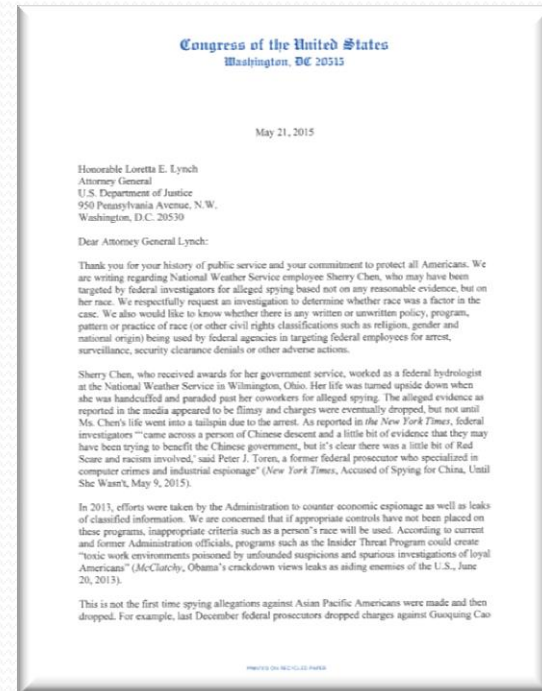 Congress of the United States
Washington, DC 20515
May 21, 2015
Honorable Loretta E. Lynch
Attorney General
U.S. Department of Justice
950 Pennsylvania Avenue, N.W.
Washington, D.C. 20530
Dear Attorney General Lynch:
Thank you for your history of public service and your commitment to protect all Americans. We
are writing regarding National Weather Service employee Sherry Chen, who may have been
targeted by federal investigators for alleged spying based not on any reasonable evidence, but on
her race. We respectfully request an investigation to determine whether race was a factor in the
case. We also would like to know whether there is any written or unwritten policy, program,
pattern or practice of race (or other civil rights classifications such as religion, gender and
national origin) being used by federal agencies in targeting federal employees for arrest,
surveillance, security clearance denials or other adverse actions.
Sherry Chen, who received awards for her government service, worked as a federal hydrologist
at the National Weather Service in Wilmington, Ohio. Her life was turned upside down when
she was handcuffed and paraded past her coworkers for alleged spying. The alleged evidence as
reported in the media appeared to be flimsy and charges were eventually dropped, but not until
Ms. Chen's life went into a tailspin due to the arrest. As reported in the New York Times, federal
investigators "'came across a person of Chinese descent and a little bit of evidence that they may
have been trying to benefit the Chinese government, but it's clear there was a little bit of Red
Scare and racism involved,' said Peter J. Toren, a former federal prosecutor who specialized in
computer crimes and industrial espionage" (New York Times, Accused of Spying for China, Until
She Wasn't, May 9, 2015).
In 2013, efforts were taken by the Administration to counter economic espionage as well as leaks
of classified information. We are concerned that if appropriate controls have not been placed on
these programs, inappropriate criteria such as a person's race will be used. According to current
and former Administration officials, programs such as the Insider Threat Program could create
"toxic work environments poisoned by unfounded suspicions and spurious investigations of loyal
Americans" (McClatchy, Obama's crackdown views leaks as aiding enemies of the U.S., June
20, 2013).
This is not the first time spying allegations against Asian Pacific Americans were made and then
dropped. For example, last December federal prosecutors dropped charges against Guoqing Cao
PRINTED ON RECYCLED PAPER